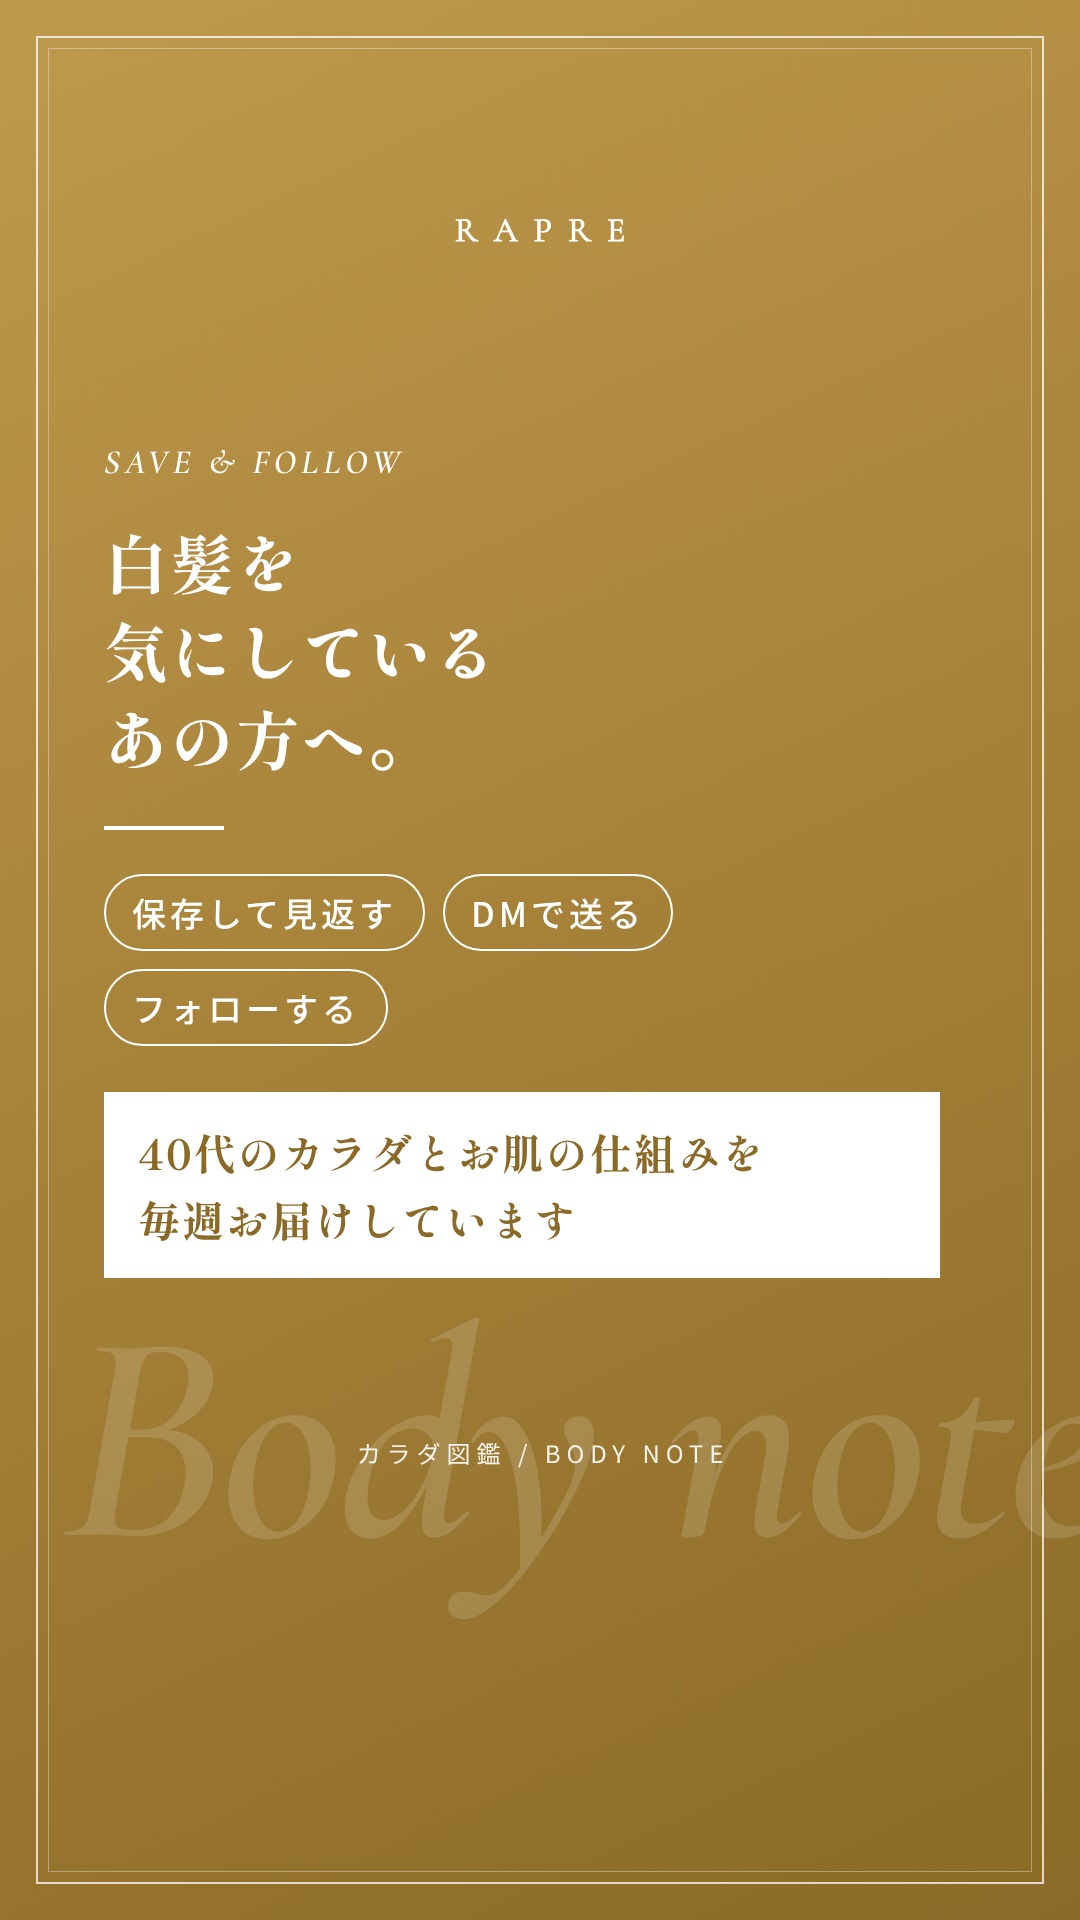 RAPRE
SAVE & FOLLOW
白髪を
気にしている
あの方へ。
保存して見返す
DMで送る
フォローする
40代のカラダとお肌の仕組みを
毎週お届けしています
Body note
カラダ図鑑 / BODY NOTE